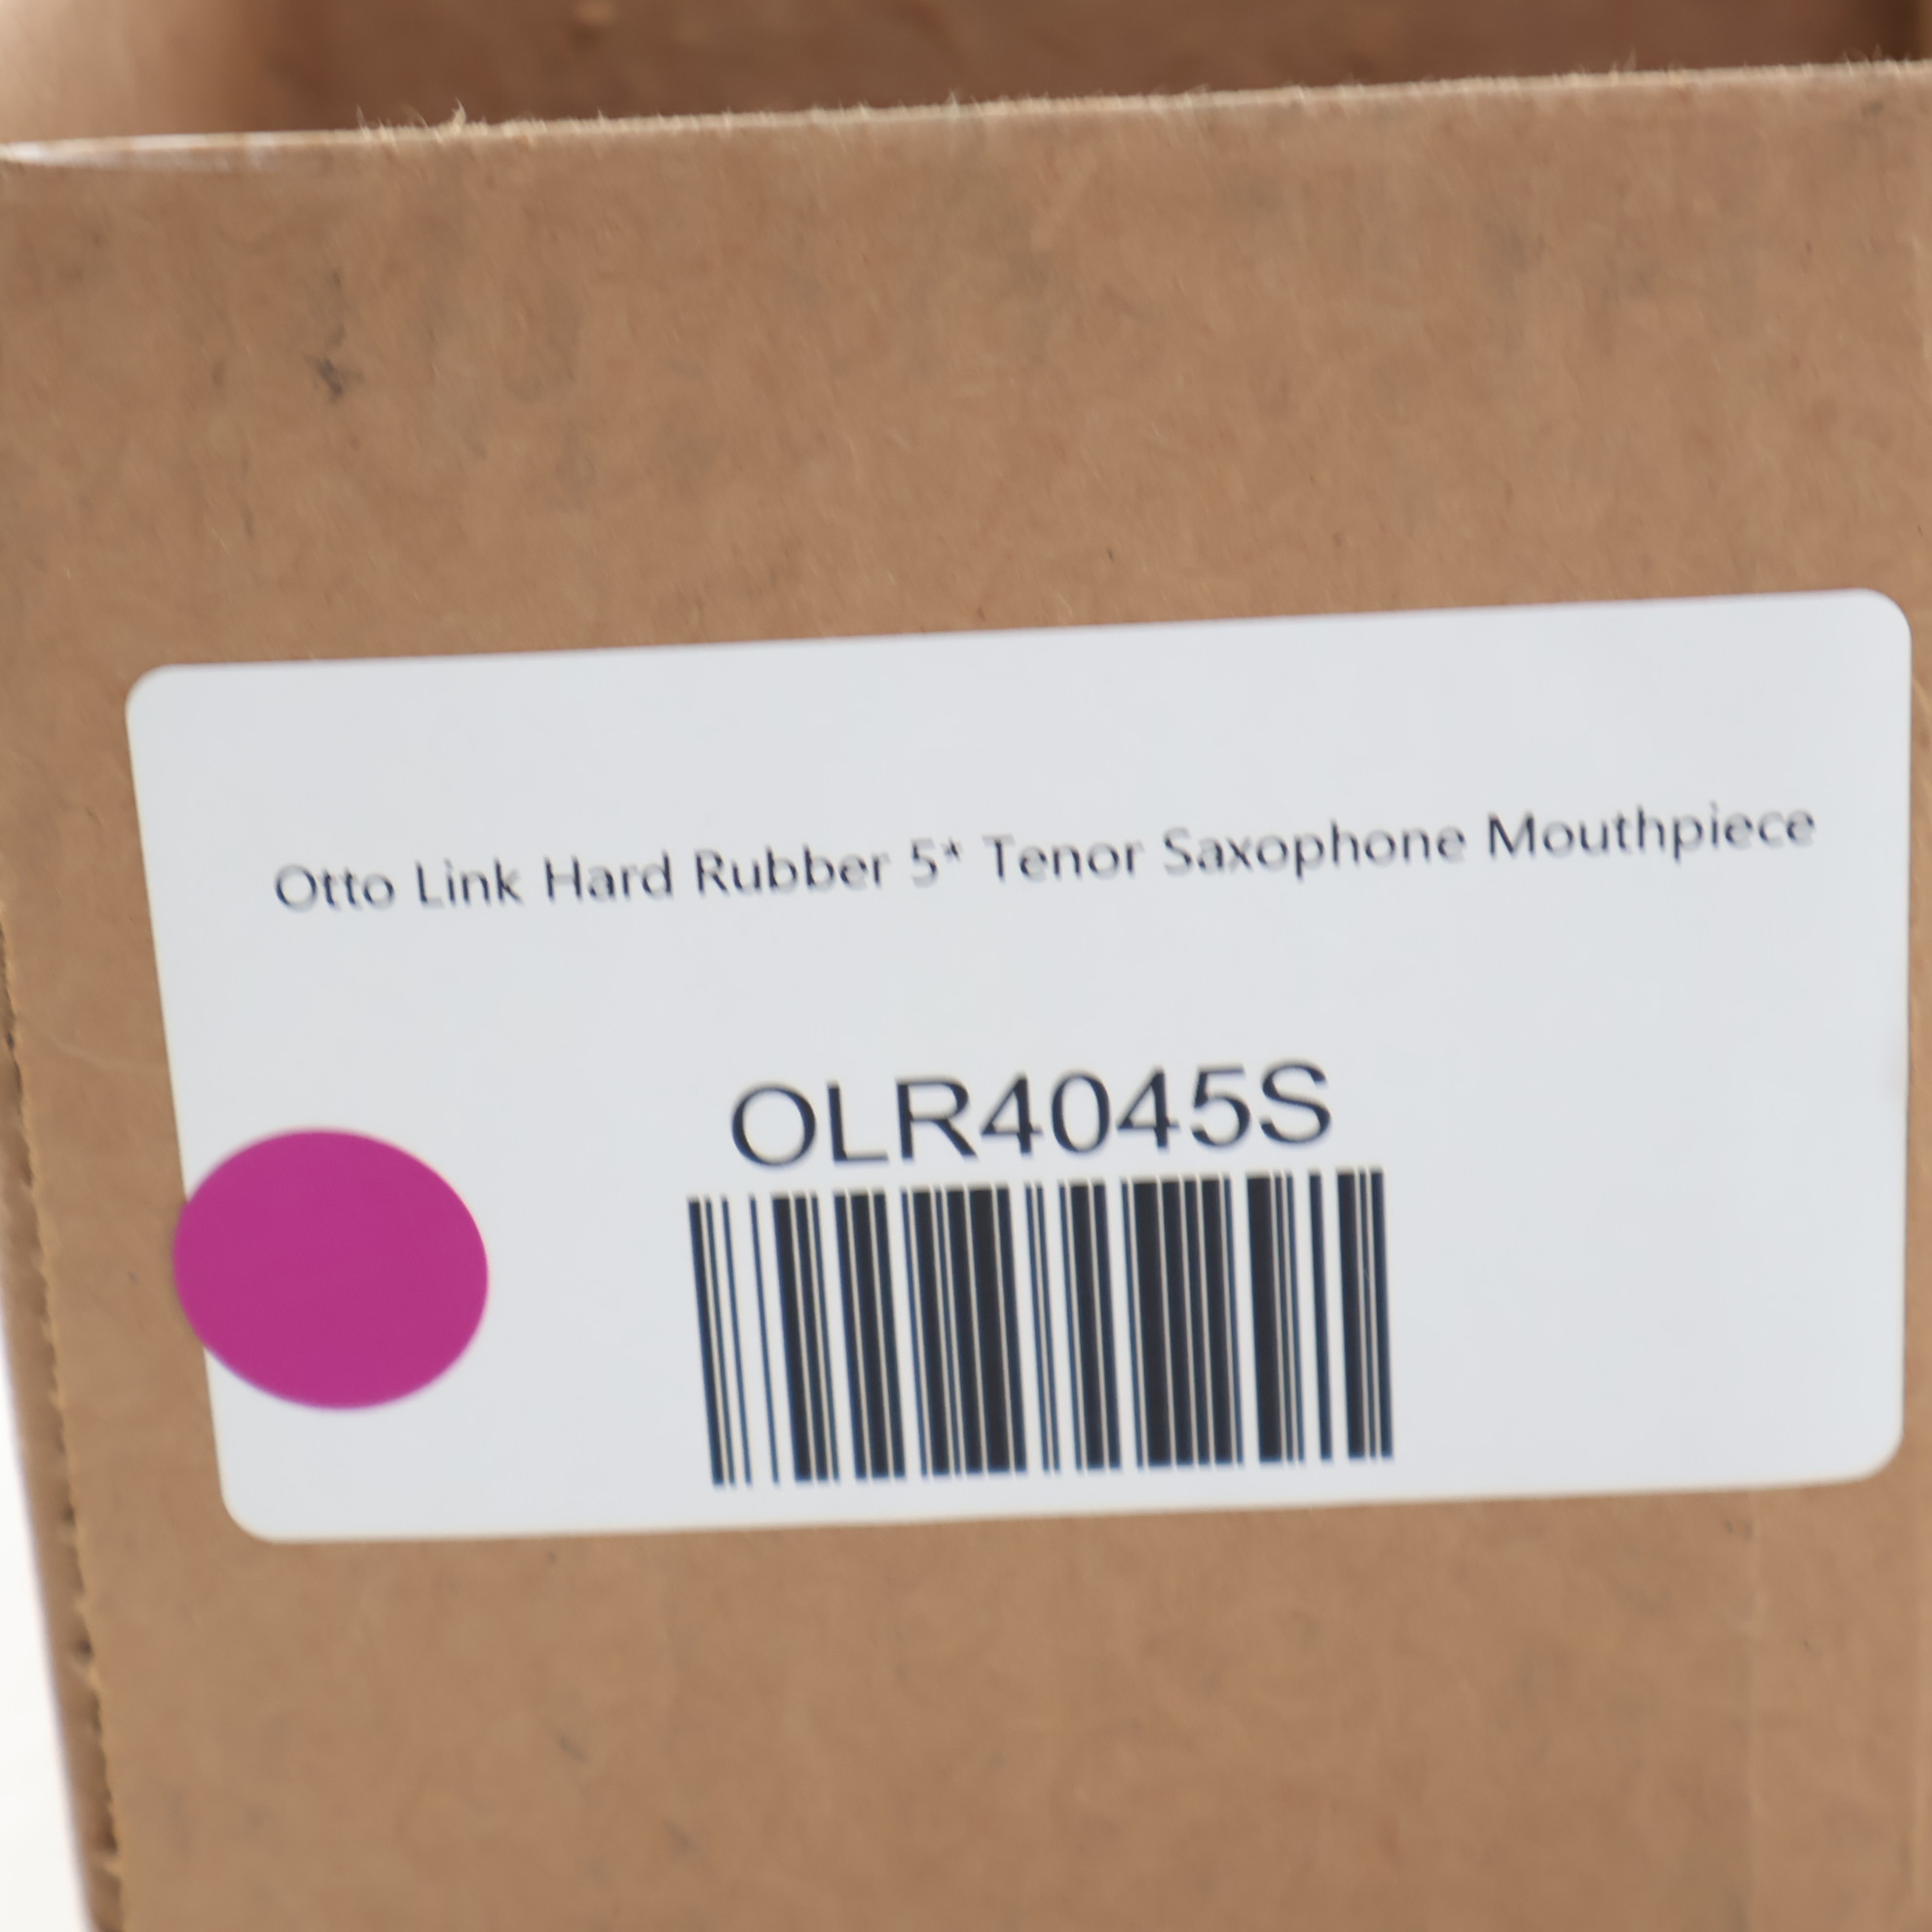 Otto Link Hard Rubber 5* Tenor Saxophone Mouthpiece
OLR4045S